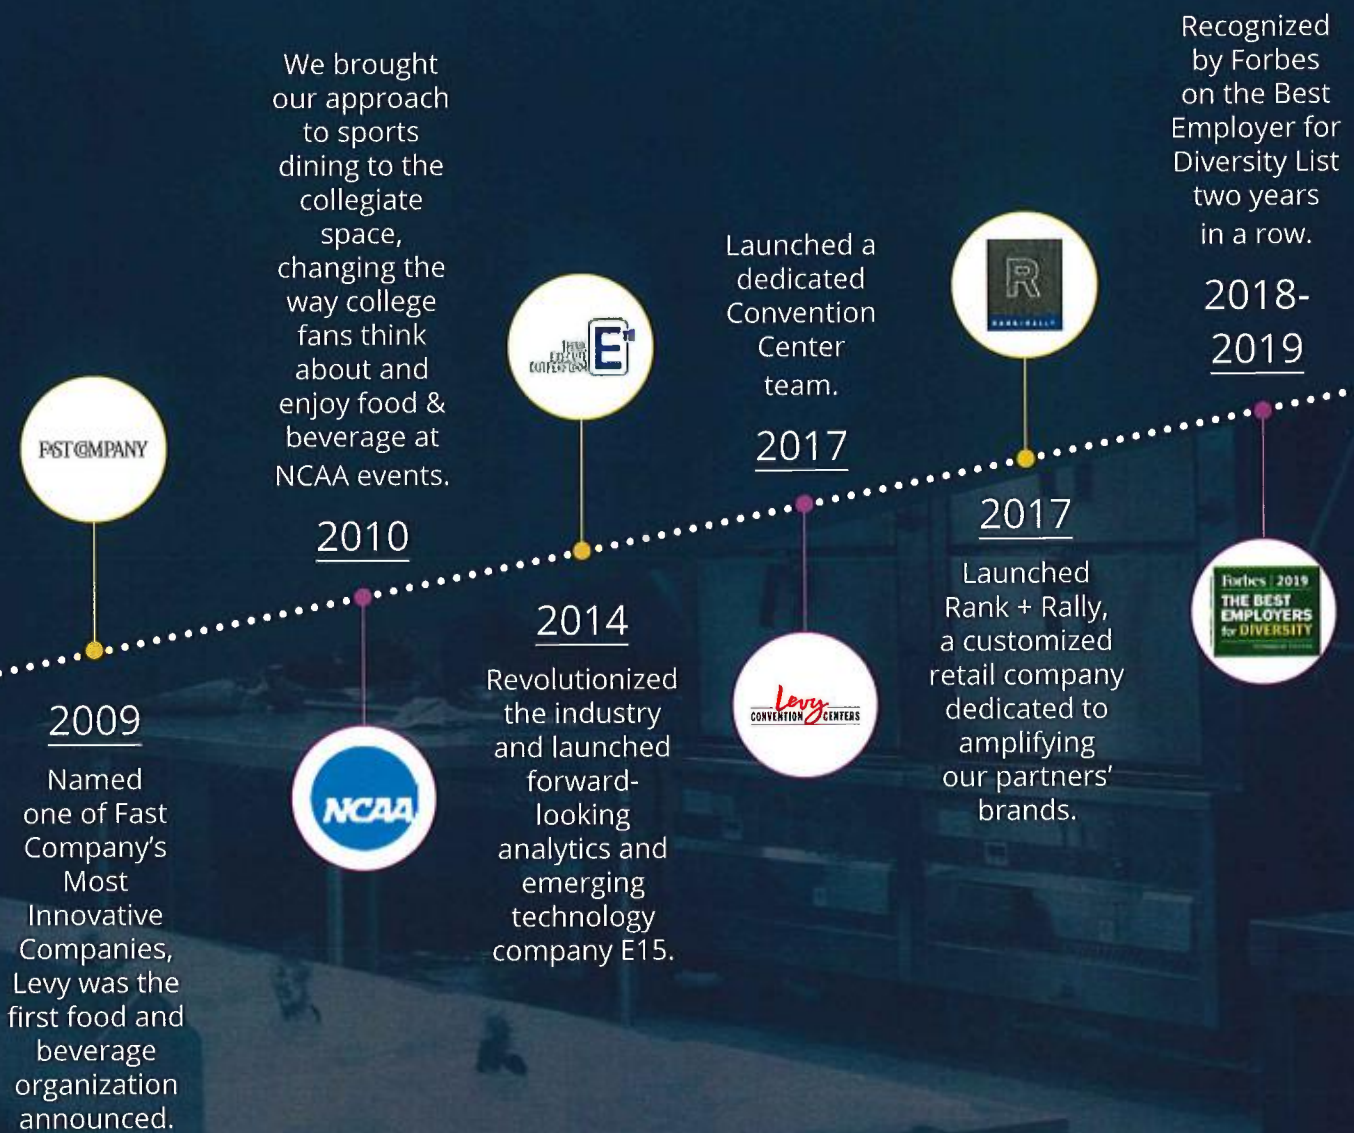 FAST COMPANY
2009
Named
one of Fast
Company's
Most
Innovative
Companies,
Levy was the
first food and
beverage
organization
announced.
We brought
our approach
to sports
dining to the
collegiate
space,
changing the
way college
fans think
about and
enjoy food &
beverage at
NCAA events.
2010
NCAA
E
2014
Revolutionized
the industry
and launched
forward-
looking
analytics and
emerging
technology
company E15.
Launched a
dedicated
Convention
Center
team.
2017
Levy
CONVENTION CENTERS
R
RANK+RALLY
2017
Launched
Rank + Rally,
a customized
retail company
dedicated to
amplifying
our partners'
brands.
Recognized
by Forbes
on the Best
Employer for
Diversity List
two years
in a row.
2018-
2019
Forbes | 2019
THE BEST
EMPLOYERS
for DIVERSITY